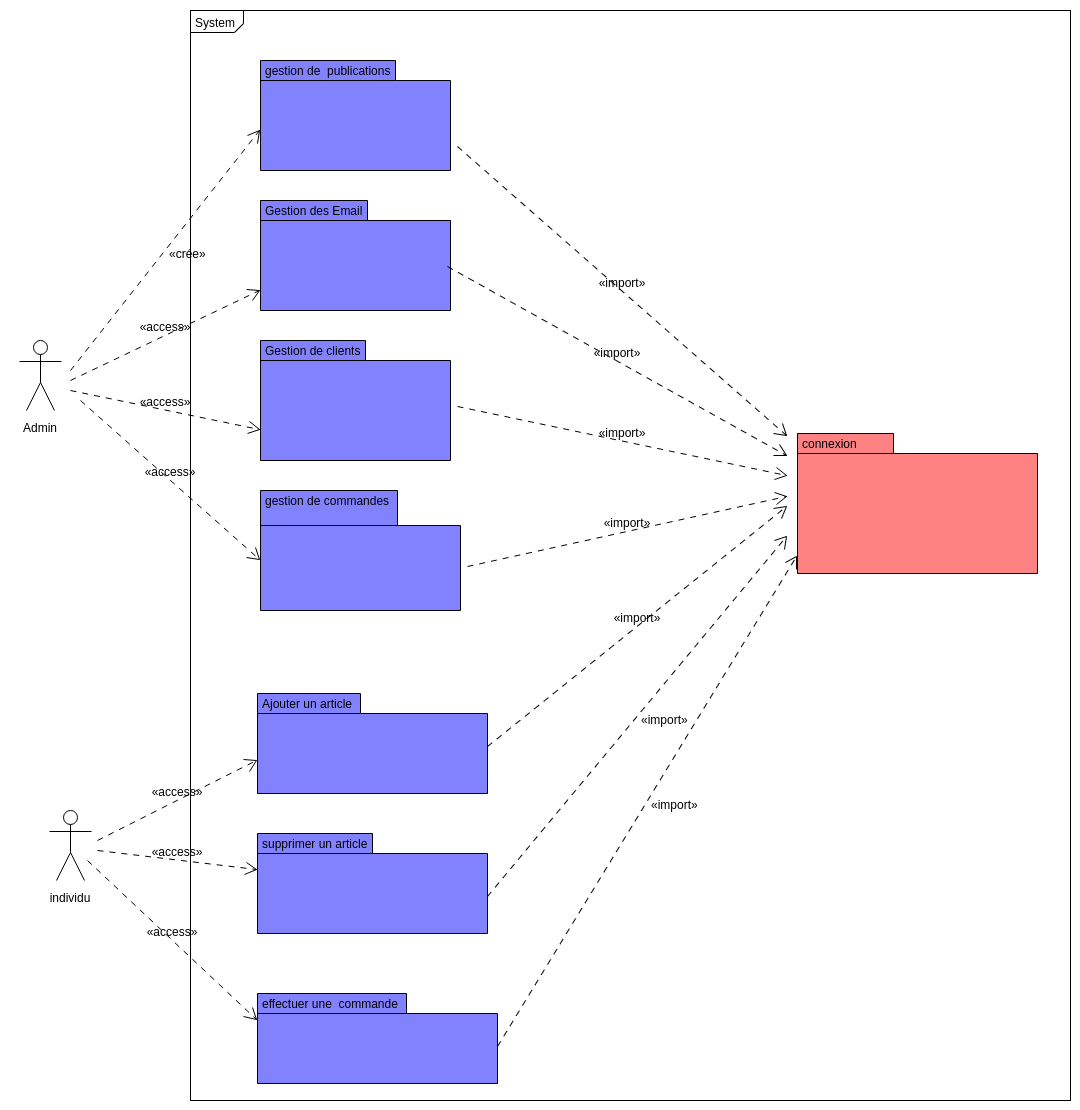 System
gestion de  publications
«crée»
Gestion des Email
«import»
«access»
Gestion de clients
«import»
«access»
Admin
«import»
connexion
«access»
gestion de commandes
«import»
«import»
Ajouter un article
«import»
«access»
«import»
supprimer un article
«access»
individu
«access»
effectuer une  commande